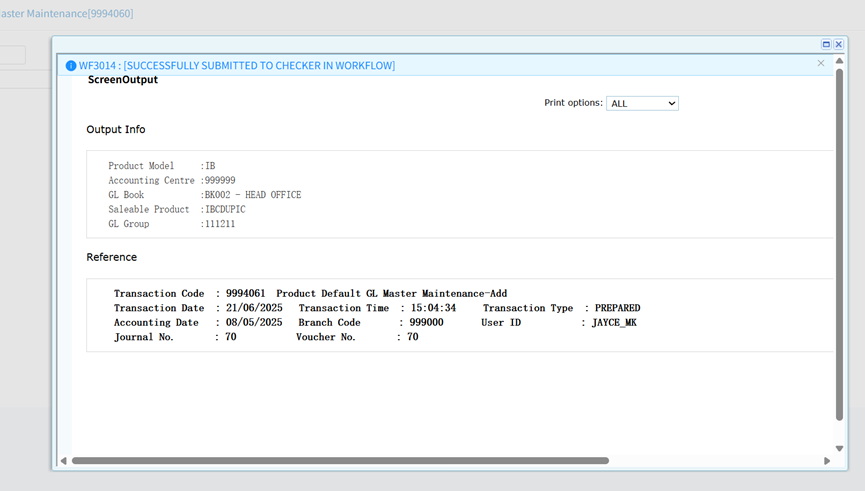 aster Maintenance[9994060]
WF3014 : [SUCCESSFULLY SUBMITTED TO CHECKER IN WORKFLOW]
ScreenOutput
Print options: ALL
Output Info
Product Model :IB
Accounting Centre :999999
GL Book :BK002 - HEAD OFFICE
Saleable Product :IBCDUPIC
GL Group :111211
Reference
Transaction Code : 9994061 Product Default GL Master Maintenance-Add
Transaction Date : 21/06/2025 Transaction Time : 15:04:34 Transaction Type : PREPARED
Accounting Date : 08/05/2025 Branch Code : 999000 User ID : JAYCE_MK
Journal No. : 70 Voucher No. : 70